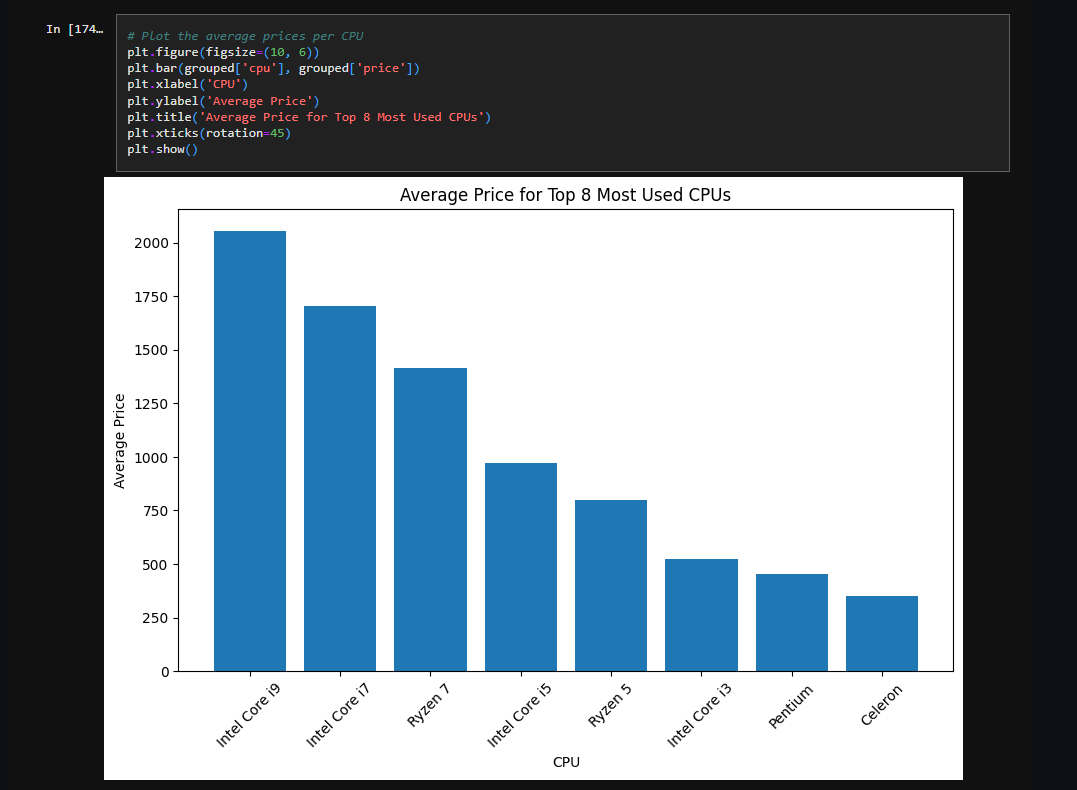 In [174…
# Plot the average prices per CPU
plt.figure(figsize=(10, 6))
plt.bar(grouped['cpu'], grouped['price'])
plt.xlabel('CPU')
plt.ylabel('Average Price')
plt.title('Average Price for Top 8 Most Used CPUs')
plt.xticks(rotation=45)
plt.show()
Average Price for Top 8 Most Used CPUs
Average Price
2000
1750
1500
1250
1000
750
500
250
0
Intel Core i9
Intel Core i7
Ryzen 7
Intel Core i5
Ryzen 5
Intel Core i3
Pentium
Celeron
CPU